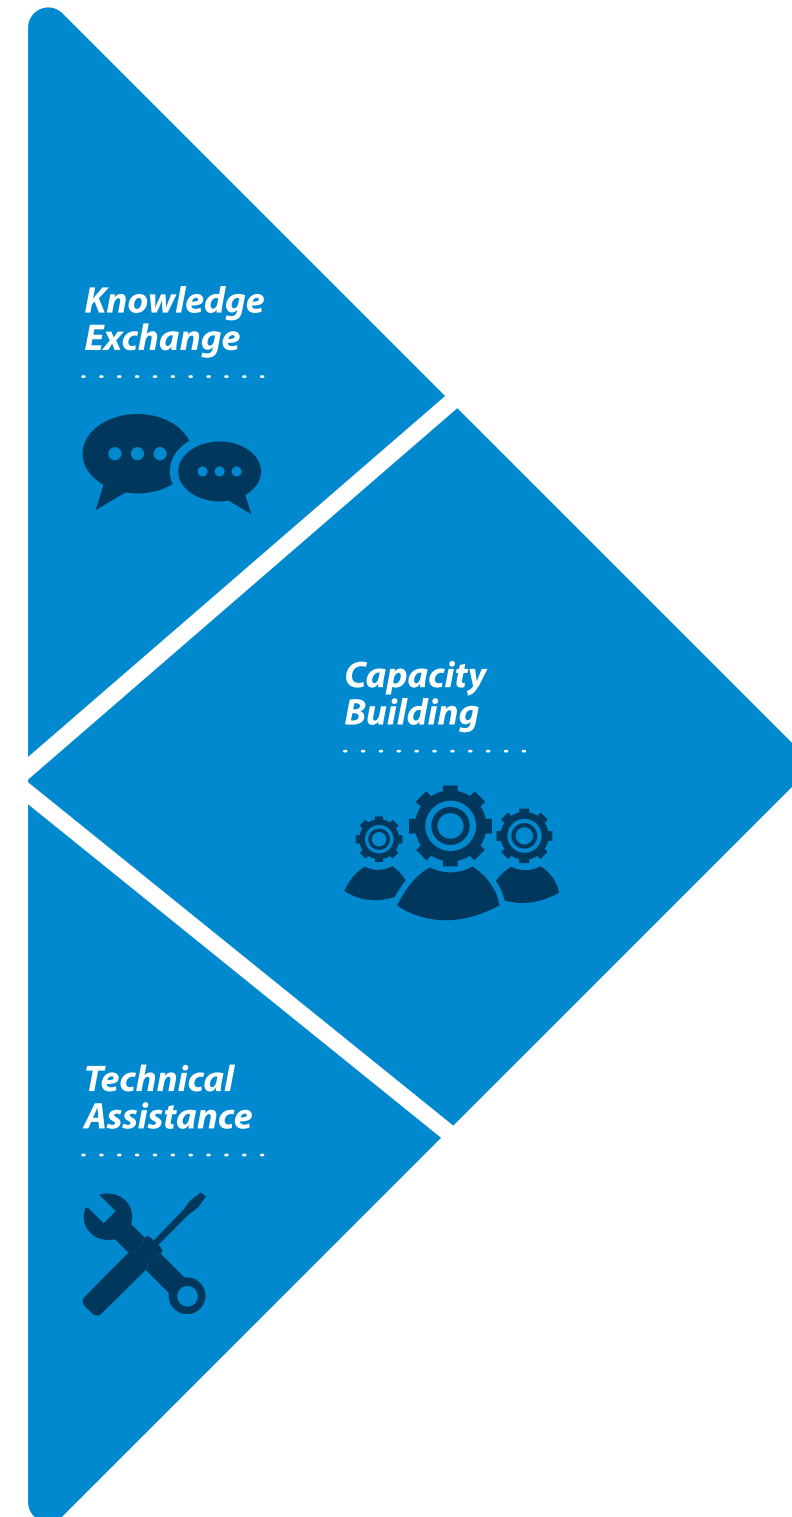 Knowledge
Exchange
Capacity
Building
Technical
Assistance